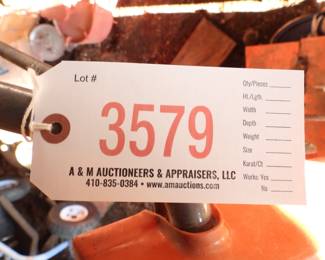 Lot #
3579
A & M AUCTIONEERS & APPRAISERS, LLC
410-835-0384 • www.amauctions.com
Qty/Pieces
Ht./Lgth.
Width
Depth
Weight
Size
Karat/Ct
Works: Yes
No